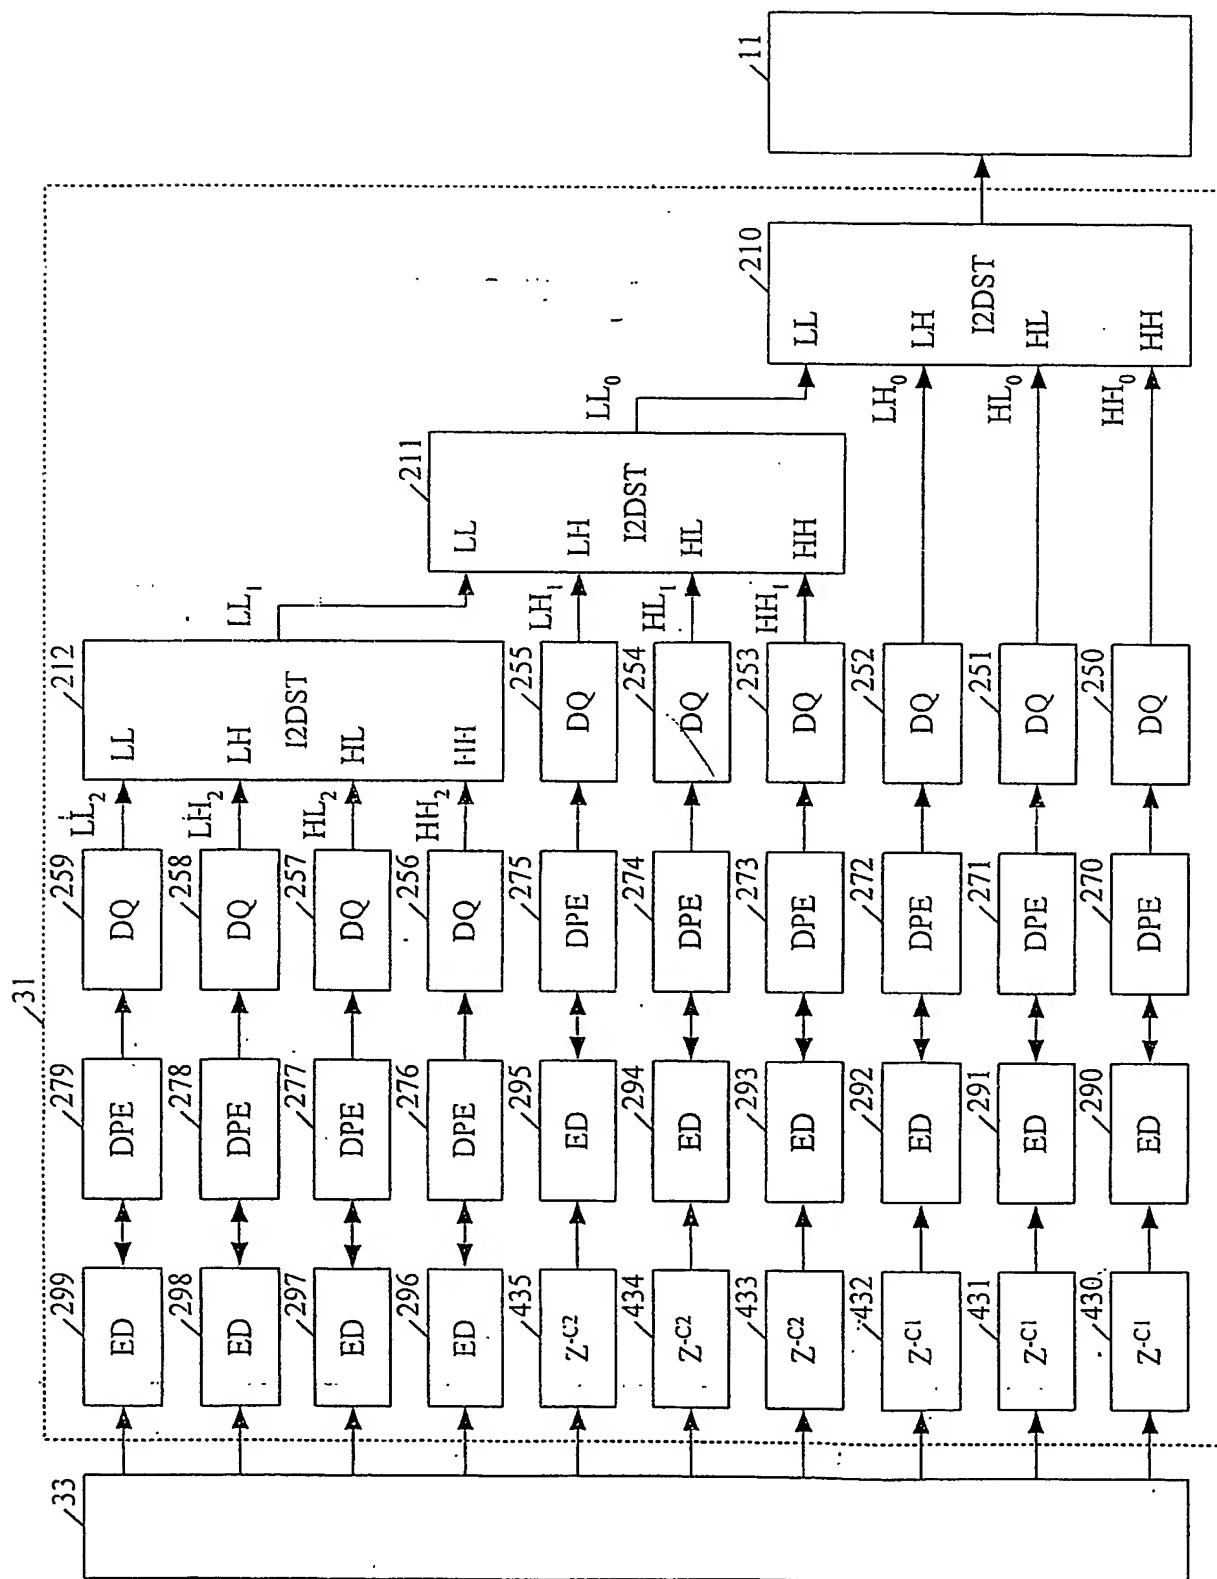 31
33 299 279 259 212
ED DPE DQ LL₂ LL
298 278 258
ED DPE DQ LH₂ LH
LL₁
I2DST
297 277 257
ED DPE DQ HL₂ HL
296 276 256 211
ED DPE DQ HH₂ HH LL
435 295 275 255
Z-C2 ED DPE DQ LH₁ LH
LL₀
I2DST
434 294 274 254
Z-C2 ED DPE DQ HL₁ HL
433 293 273 253 210 11
Z-C2 ED DPE DQ HH₁ HH LL
432 292 272 252
Z-C1 ED DPE DQ LH₀ LH
I2DST
431 291 271 251
Z-C1 ED DPE DQ HL₀ HL
430 290 270 250
Z-C1 ED DPE DQ HH₀ HH